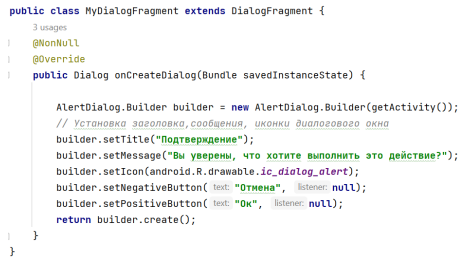 public class MyDialogFragment extends DialogFragment {
3 usages
@NonNull
@Override
public Dialog onCreateDialog(Bundle savedInstanceState) {
AlertDialog.Builder builder = new AlertDialog.Builder(getActivity());
// Установка заголовка,сообщения, иконки диалогового окна
builder.setTitle("Подтверждение");
builder.setMessage("Вы уверены, что хотите выполнить это действие?");
builder.setIcon(android.R.drawable.ic_dialog_alert);
builder.setNegativeButton( text: "Отмена", listener: null);
builder.setPositiveButton( text: "Ок", listener: null);
return builder.create();
}
}